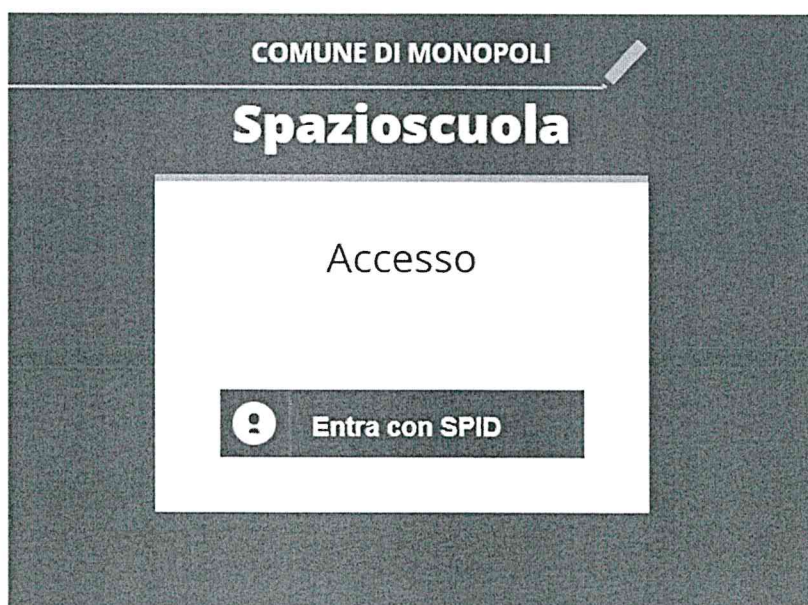 COMUNE DI MONOPOLI
Spazioscuola
Accesso
Entra con SPID